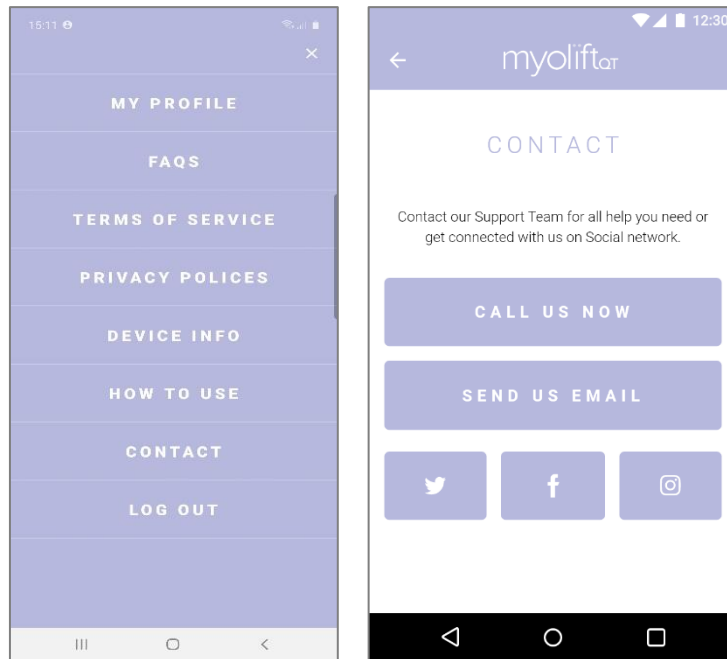 15:11
MY PROFILE
FAQS
TERMS OF SERVICE
PRIVACY POLICES
DEVICE INFO
HOW TO USE
CONTACT
LOG OUT
12:30
myolift QT
CONTACT
Contact our Support Team for all help you need or
get connected with us on Social network.
CALL US NOW
SEND US EMAIL